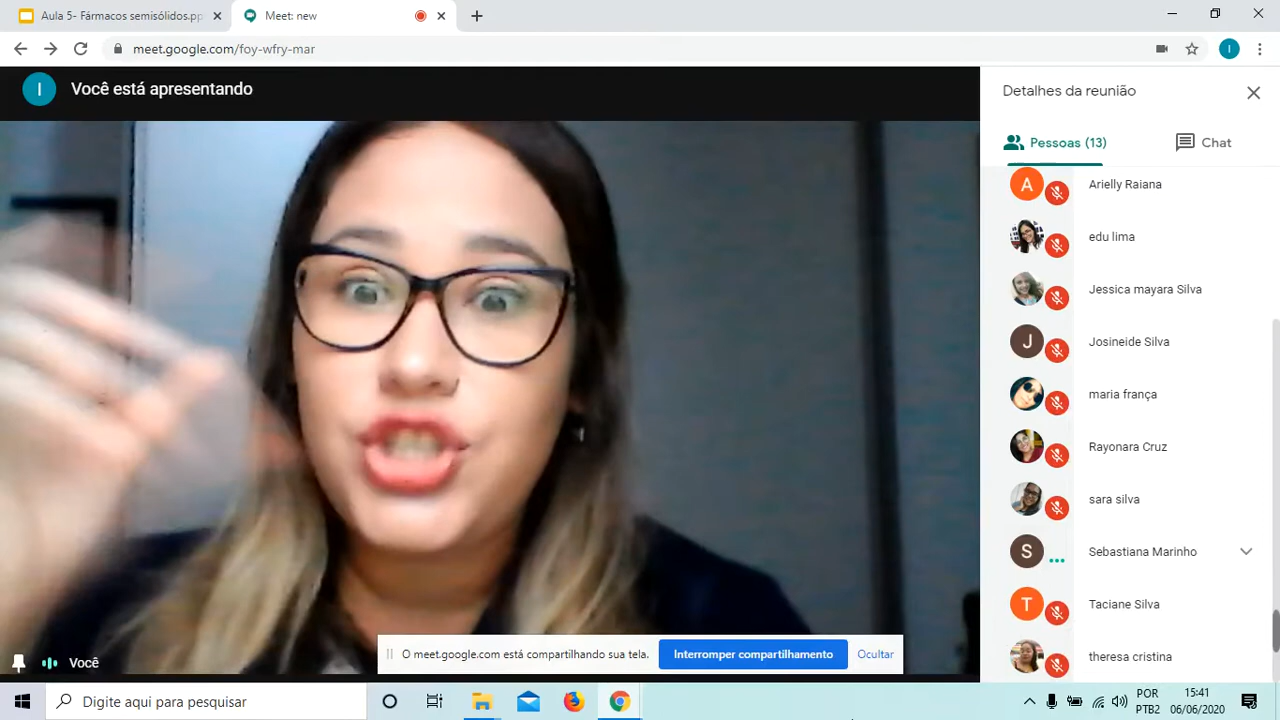 Aula 5- Fármacos semisólidos.pp
Meet: new
meet.google.com/foy-wfry-mar
I
I
Você está apresentando
Detalhes da reunião
Pessoas (13)
Chat
A
Arielly Raiana
edu lima
Jessica mayara Silva
J
Josineide Silva
maria frança
Rayonara Cruz
sara silva
S
Sebastiana Marinho
T
Taciane Silva
theresa cristina
Você
O meet.google.com está compartilhando sua tela.
Interromper compartilhamento
Ocultar
Digite aqui para pesquisar
POR
PTB2
15:41
06/06/2020